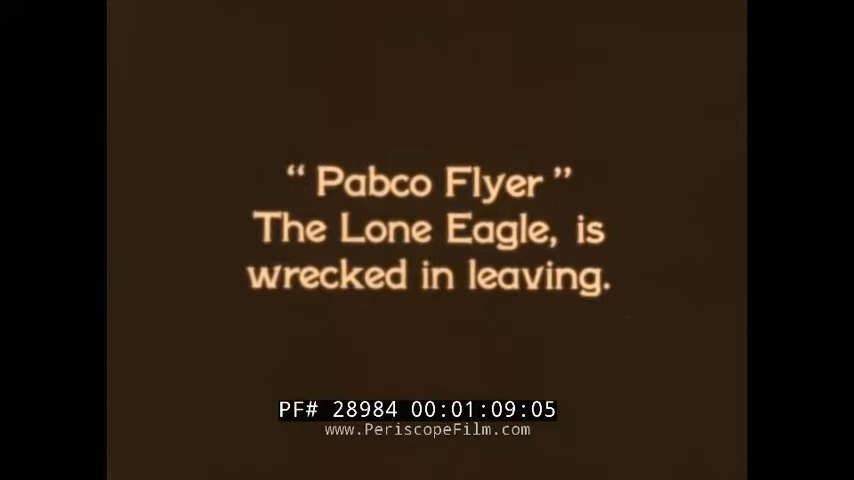 “ Pabco Flyer ”
The Lone Eagle, is
wrecked in leaving.
PF# 28984 00:01:09:05
www.PeriscopeFilm.com